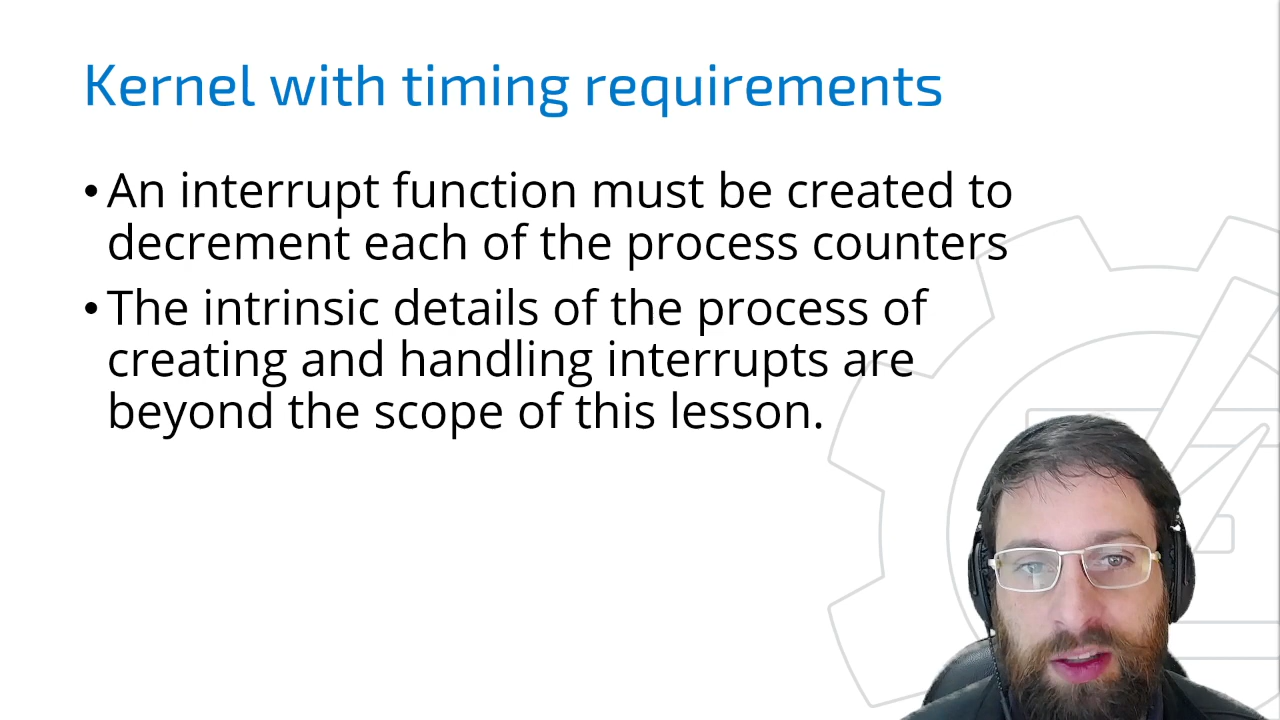 Kernel with timing requirements
• An interrupt function must be created to
decrement each of the process counters
• The intrinsic details of the process of
creating and handling interrupts are
beyond the scope of this lesson.